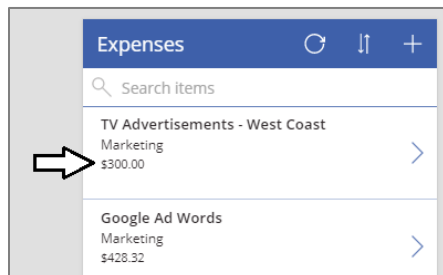 Expenses
Search items
TV Advertisements - West Coast
Marketing
$300.00
Google Ad Words
Marketing
$428.32